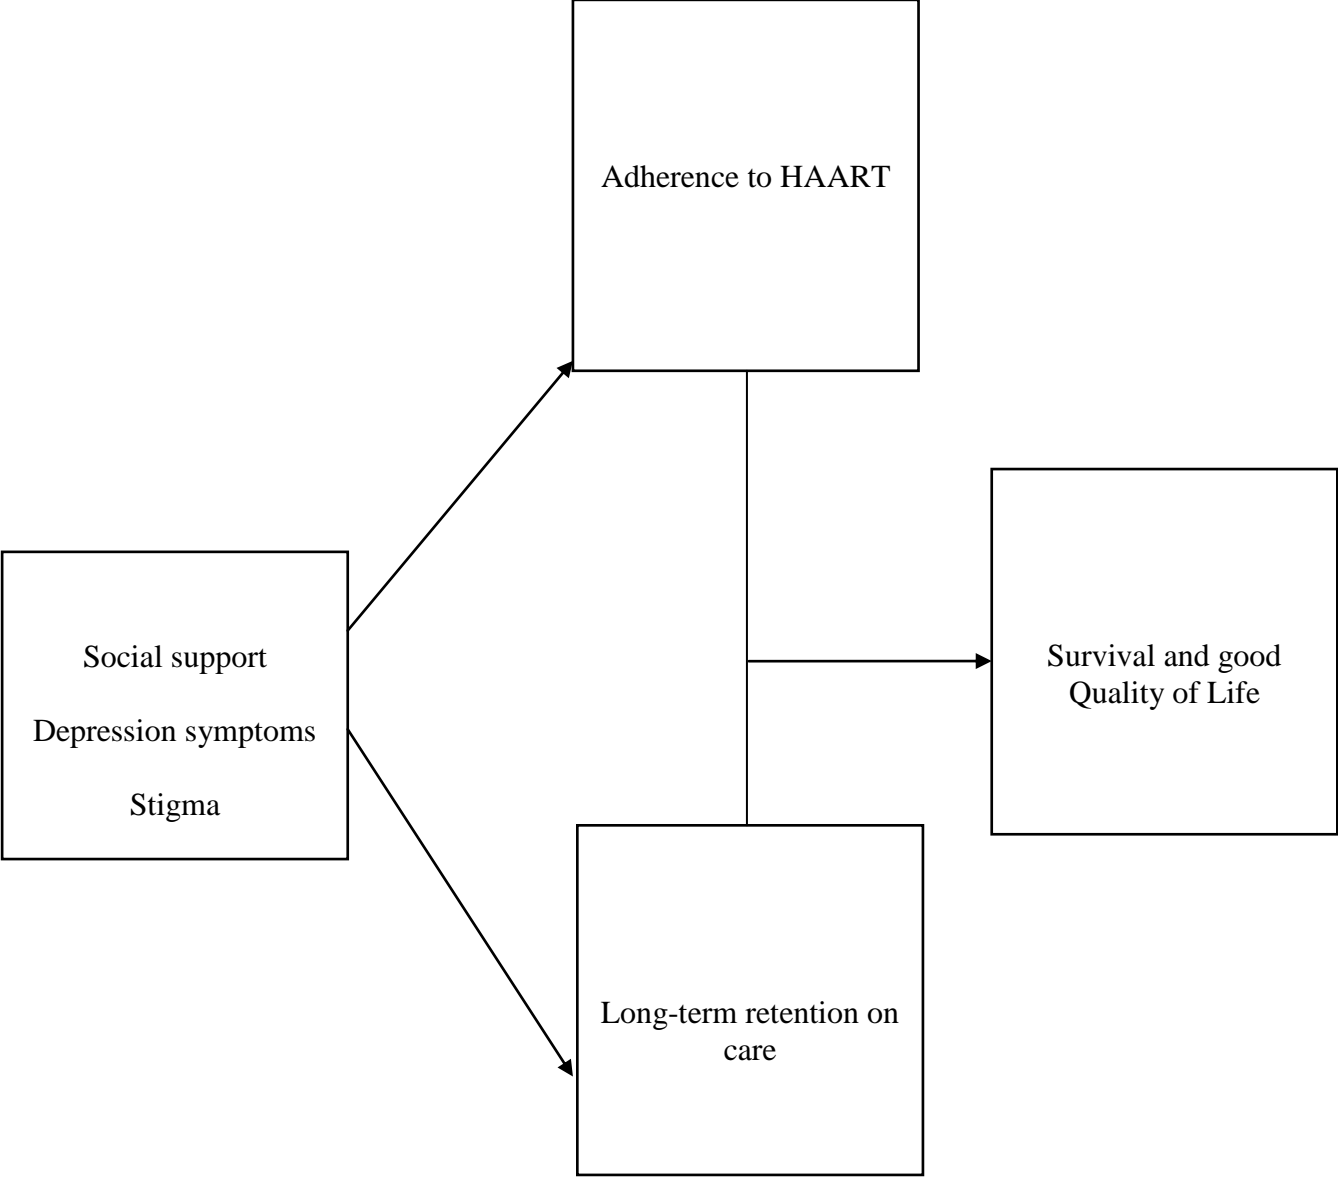 Adherence to HAART
Social support
Depression symptoms
Stigma
Survival and good
Quality of Life
Long-term retention on
care